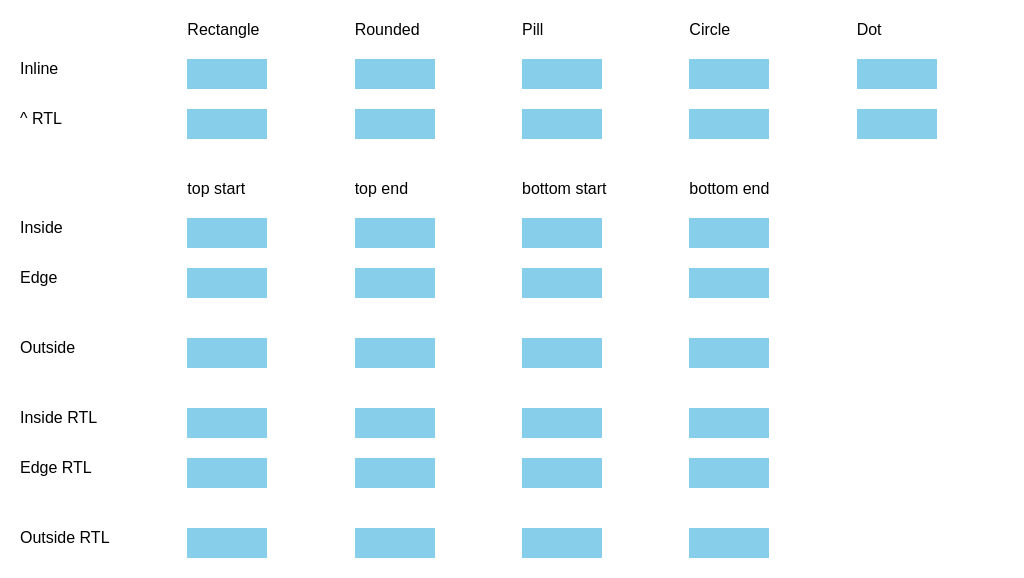 Rectangle Rounded Pill Circle Dot
Inline
^ RTL
top start top end bottom start bottom end
Inside
Edge
Outside
Inside RTL
Edge RTL
Outside RTL